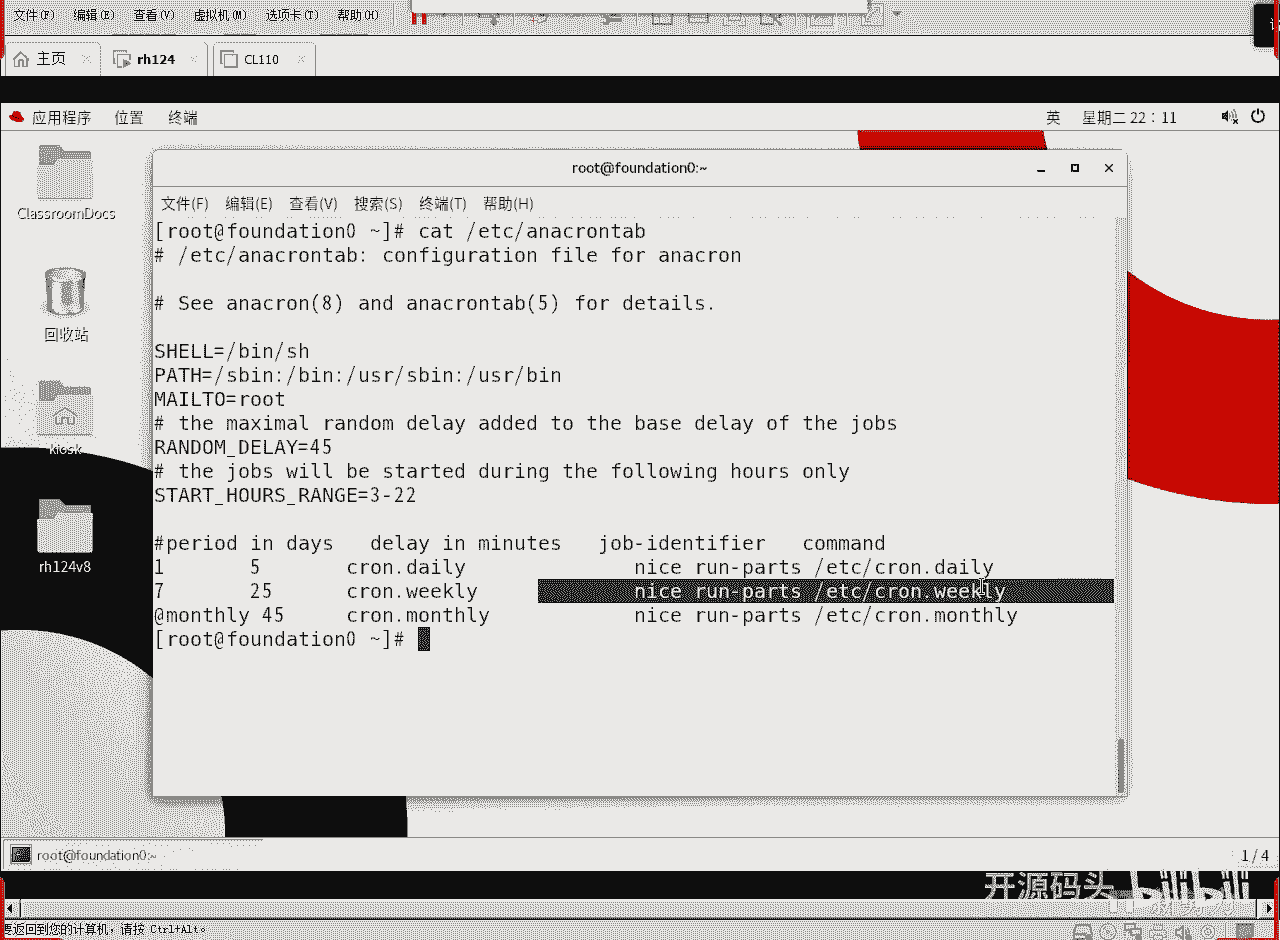 文件(F) 编辑(E) 查看(V) 虚拟机(M) 选项卡(T) 帮助(H)
主页 rh124 CL110
应用程序 位置 终端 英 星期二 22:11
ClassroomDocs
回收站
kiosk
rh124v8
root@foundation0:~
文件(F) 编辑(E) 查看(V) 搜索(S) 终端(T) 帮助(H)
[root@foundation0 ~]# cat /etc/anacrontab
# /etc/anacrontab: configuration file for anacron
# See anacron(8) and anacrontab(5) for details.
SHELL=/bin/sh
PATH=/sbin:/bin:/usr/sbin:/usr/bin
MAILTO=root
# the maximal random delay added to the base delay of the jobs
RANDOM_DELAY=45
# the jobs will be started during the following hours only
START_HOURS_RANGE=3-22
#period in days delay in minutes job-identifier command
1 5 cron.daily nice run-parts /etc/cron.daily
7 25 cron.weekly nice run-parts /etc/cron.weekly
@monthly 45 cron.monthly nice run-parts /etc/cron.monthly
[root@foundation0 ~]#
root@foundation0:~
1 / 4
开源码头 bilibili
要返回到您的计算机，请按 Ctrl+Alt。